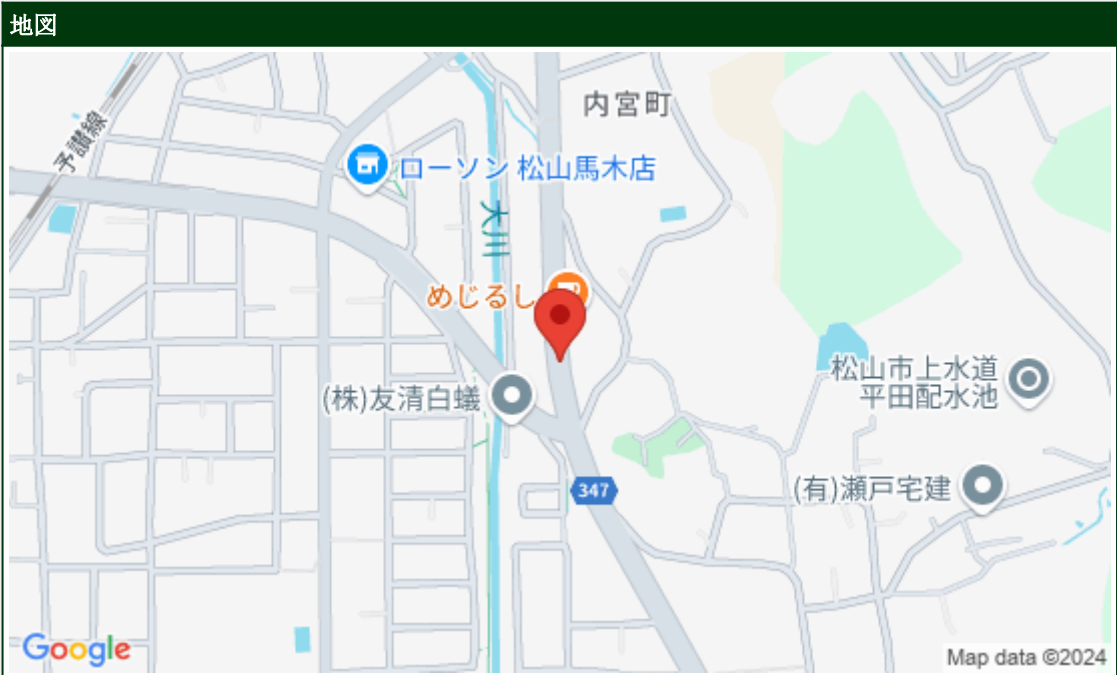 地図
内宮町
予讃線
ローソン 松山馬木店
大川
めじるし
松山市上水道
平田配水池
(株)友清白蟻
347
(有)瀬戸宅建
Google
Map data ©2024